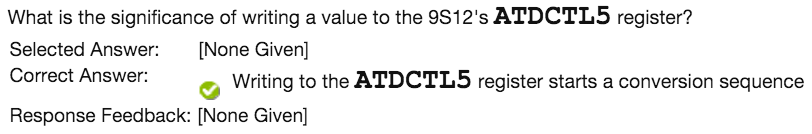 What is the significance of writing a value to the 9S12's ATDCTL5 register?
Selected Answer: [None Given]
Correct Answer: Writing to the ATDCTL5 register starts a conversion sequence
Response Feedback: [None Given]